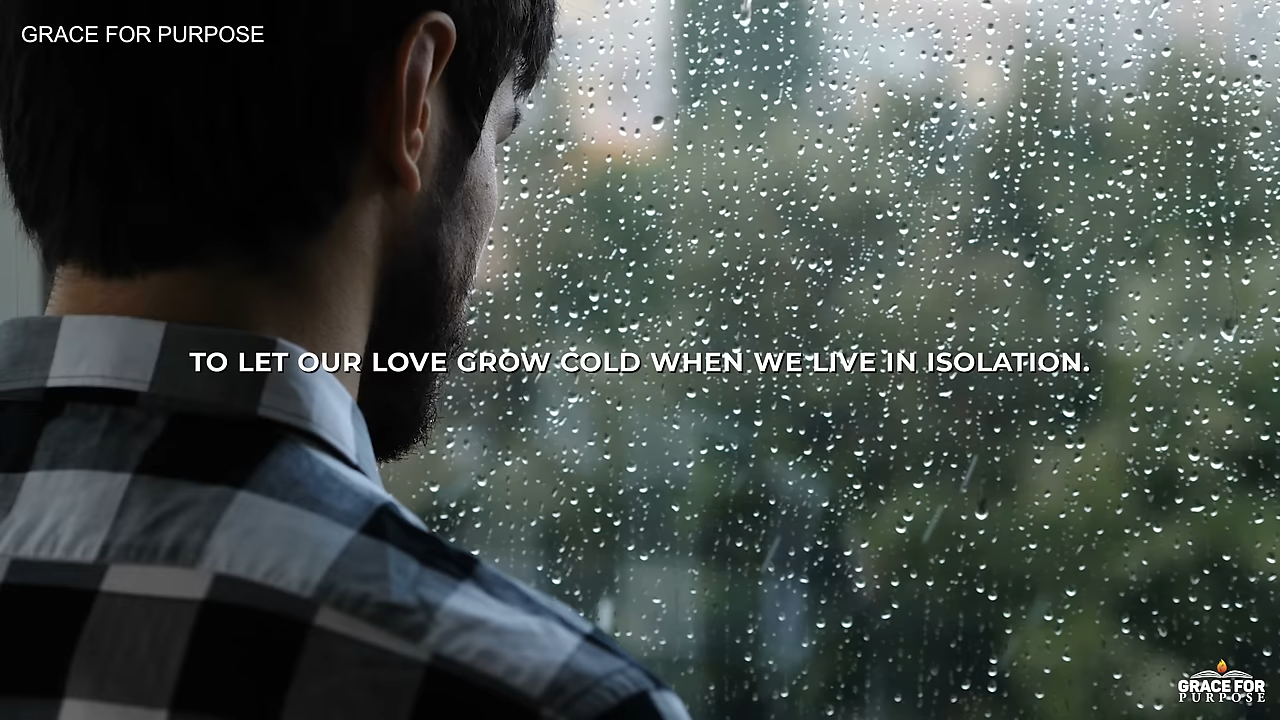 GRACE FOR PURPOSE
TO LET OUR LOVE GROW COLD WHEN WE LIVE IN ISOLATION.
GRACE FOR
PURPOSE